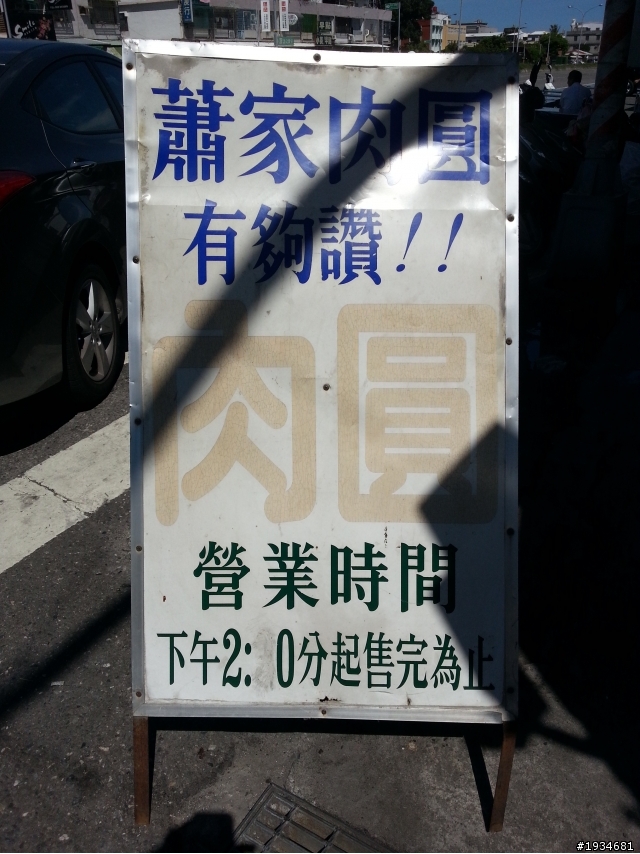 蕭家肉圓
有夠讚!!
肉圓
營業時間
下午2: 0分起售完為止
#1934681